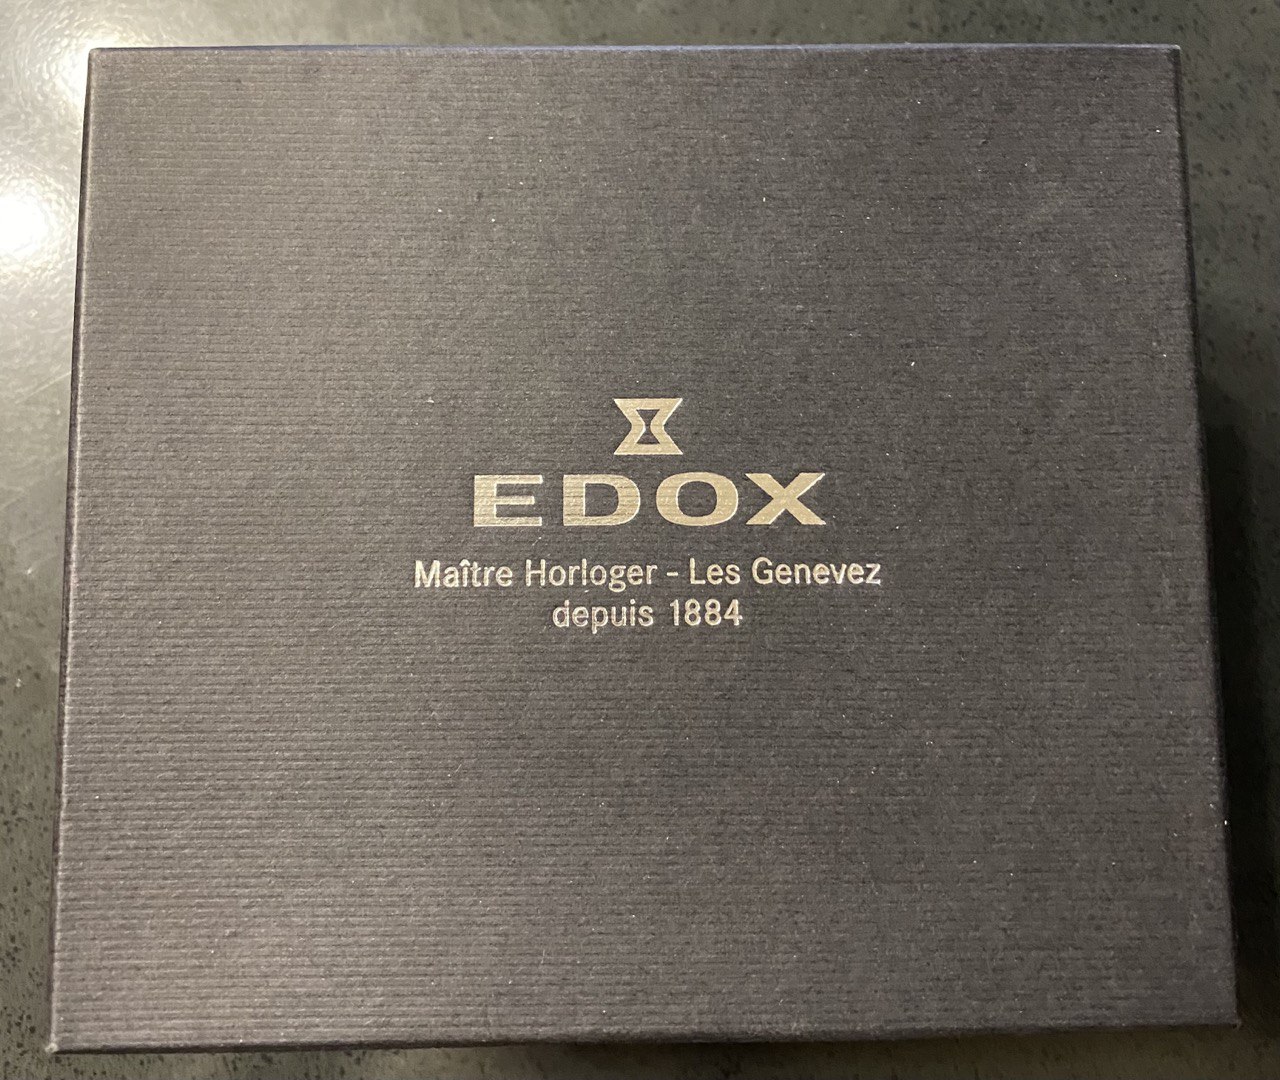 EDOX
Maître Horloger - Les Genevez
depuis 1884